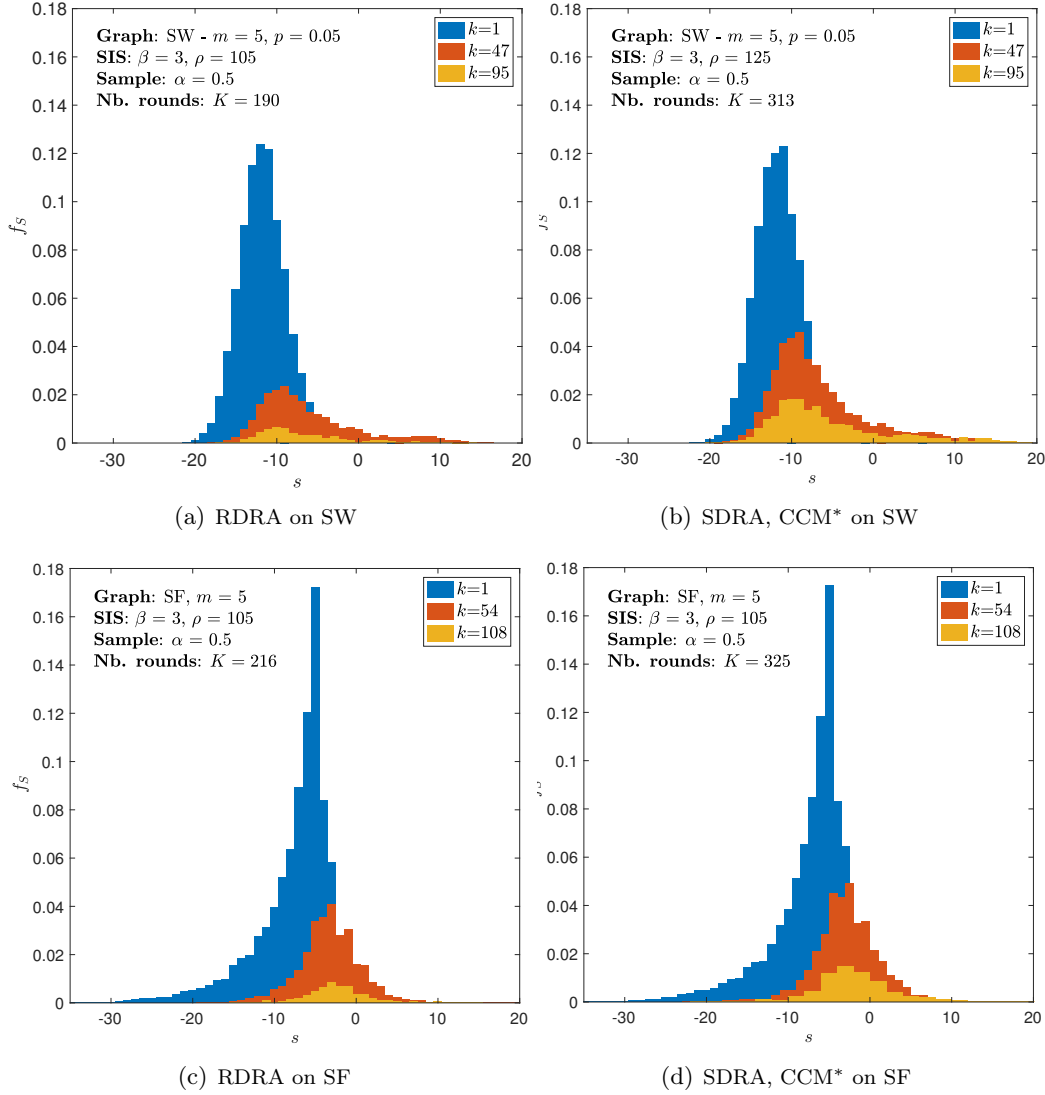 0.18
0.16
0.14
0.12
0.1
0.08
0.06
0.04
0.02
0
f_S
Graph: SW - m = 5, p = 0.05
SIS: β = 3, ρ = 105
Sample: α = 0.5
Nb. rounds: K = 190
k=1
k=47
k=95
-30 -20 -10 0 10 20
s
(a) RDRA on SW
0.18
0.16
0.14
0.12
0.1
0.08
0.06
0.04
0.02
0
Graph: SW - m = 5, p = 0.05
SIS: β = 3, ρ = 125
Sample: α = 0.5
Nb. rounds: K = 313
k=1
k=47
k=95
-30 -20 -10 0 10 20
s
(b) SDRA, CCM* on SW
0.18
0.16
0.14
0.12
0.1
0.08
0.06
0.04
0.02
0
f_S
Graph: SF, m = 5
SIS: β = 3, ρ = 105
Sample: α = 0.5
Nb. rounds: K = 216
k=1
k=54
k=108
-30 -20 -10 0 10 20
s
(c) RDRA on SF
0.18
0.16
0.14
0.12
0.1
0.08
0.06
0.04
0.02
0
Graph: SF, m = 5
SIS: β = 3, ρ = 105
Sample: α = 0.5
Nb. rounds: K = 325
k=1
k=54
k=108
-30 -20 -10 0 10 20
s
(d) SDRA, CCM* on SF